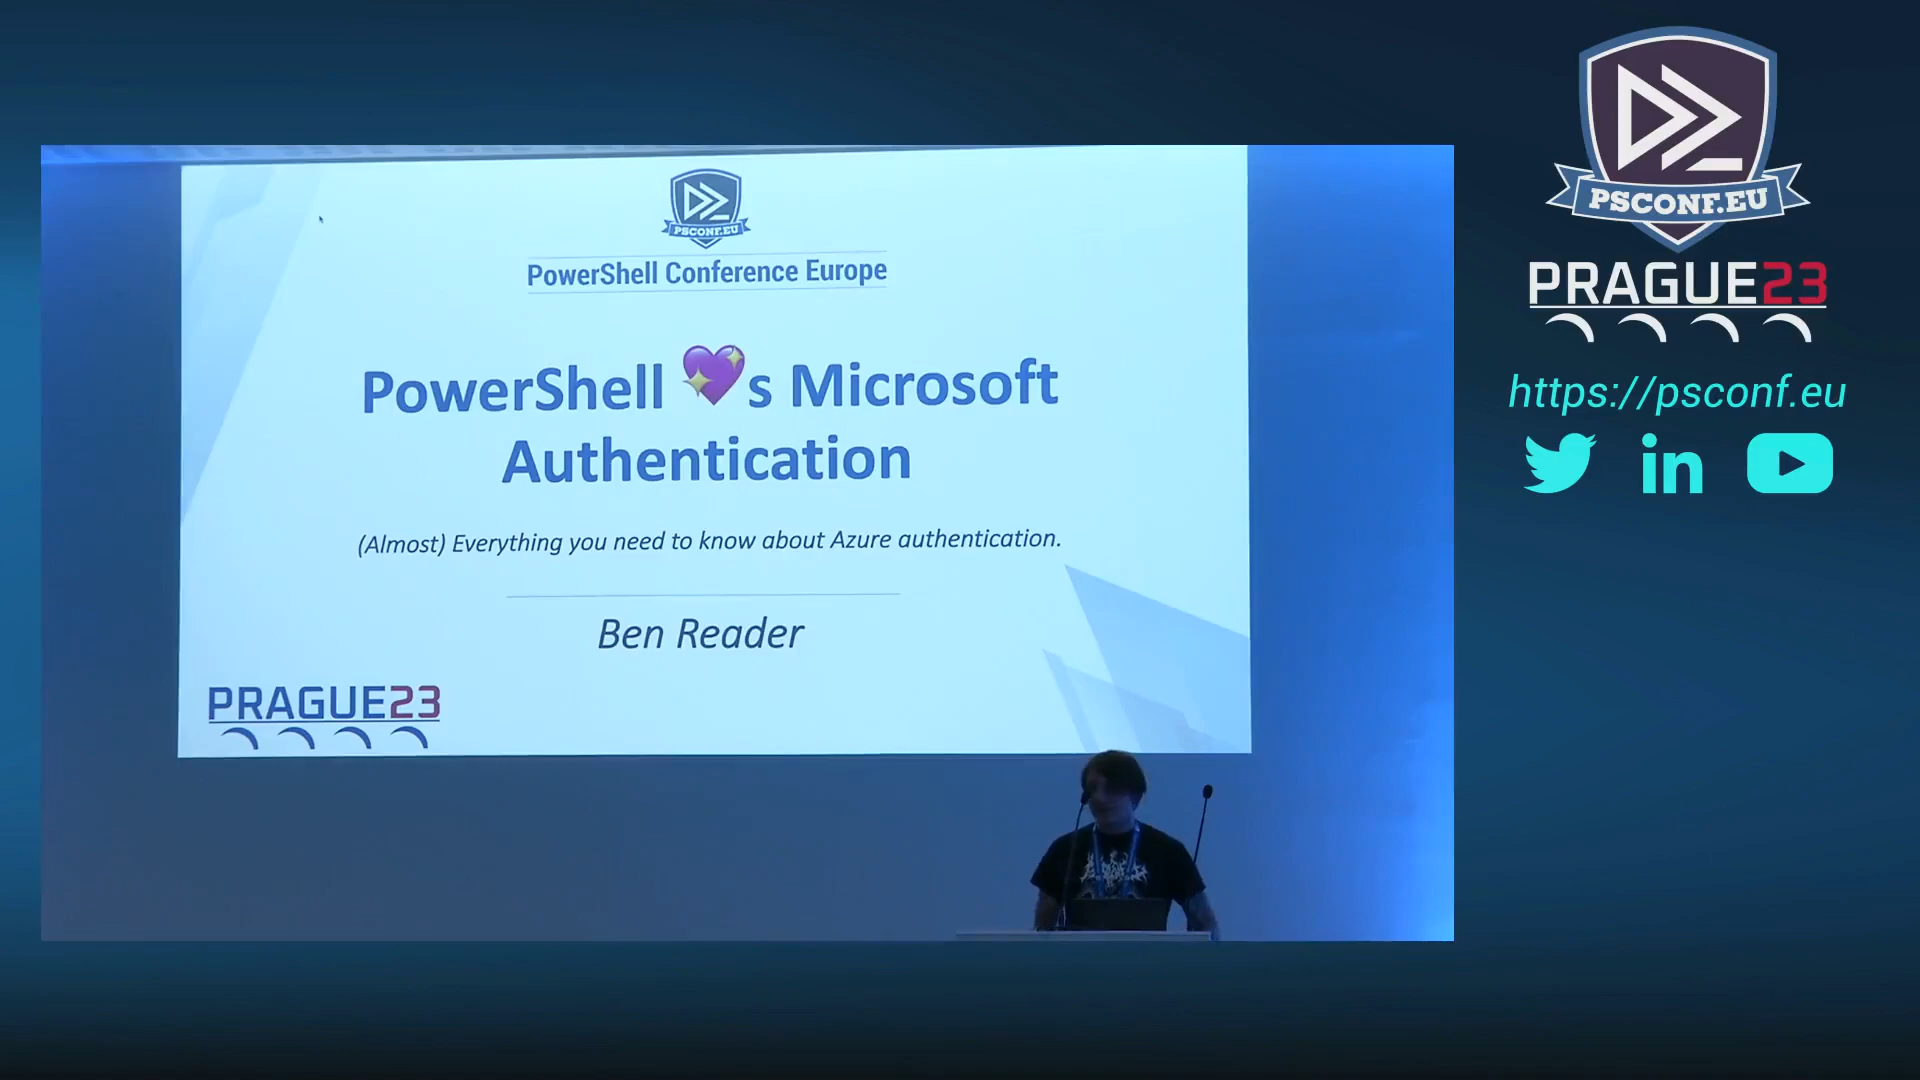 PSCONF.EU
PowerShell Conference Europe
PowerShell 💖s Microsoft
Authentication
(Almost) Everything you need to know about Azure authentication.
Ben Reader
PRAGUE23
PSCONF.EU
PRAGUE23
https://psconf.eu
in